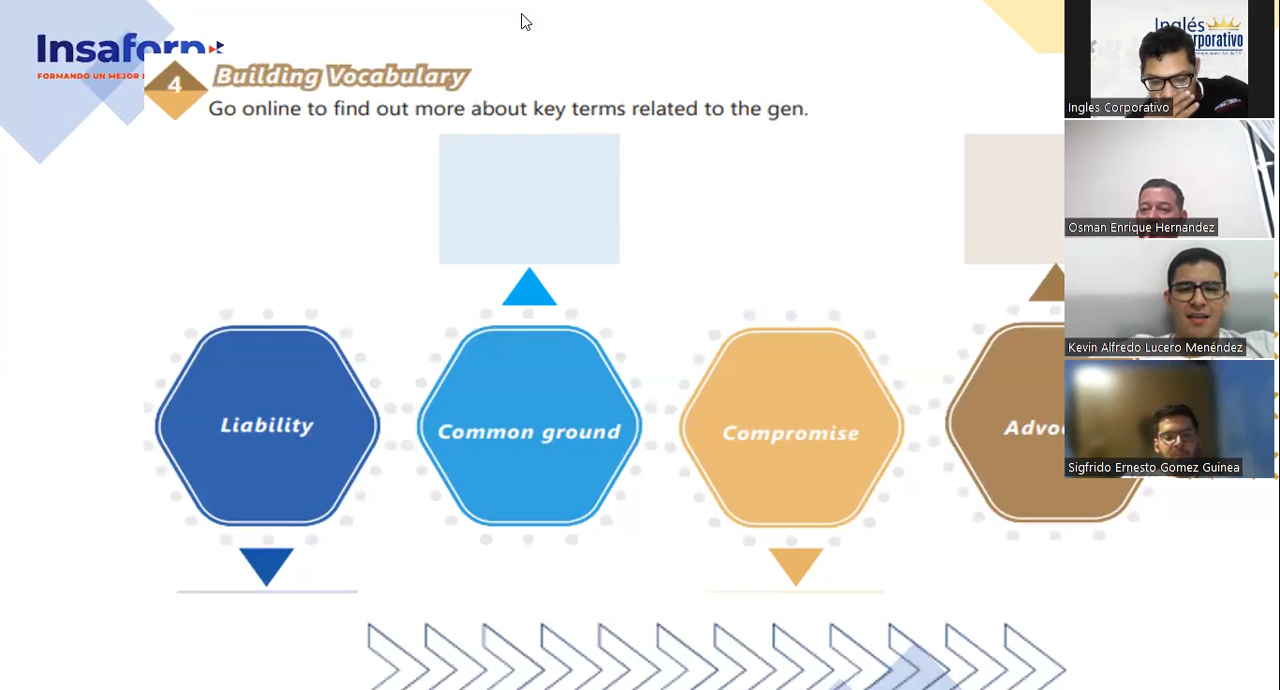 Insaforp
FORMANDO UN MEJOR
4
Building Vocabulary
Go online to find out more about key terms related to the gen.
Liability
Common ground
Compromise
Advo
Inglés
rporativo
Ingles Corporativo
Osman Enrique Hernandez
Kevin Alfredo Lucero Menéndez
Sigfrido Ernesto Gomez Guinea